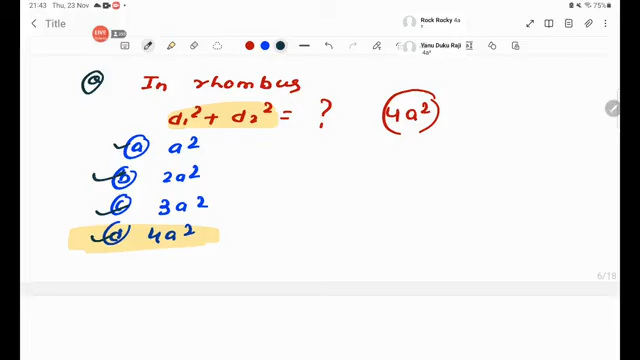 21:43 Thu, 23 Nov
75%
Title
LIVE
Rock Rocky 4a
Yanu Duku Raji
4a²
Q In rhombus
d₁² + d₂² = ? 4a²
a a²
b 2a²
c 3a²
d 4a²
6/18